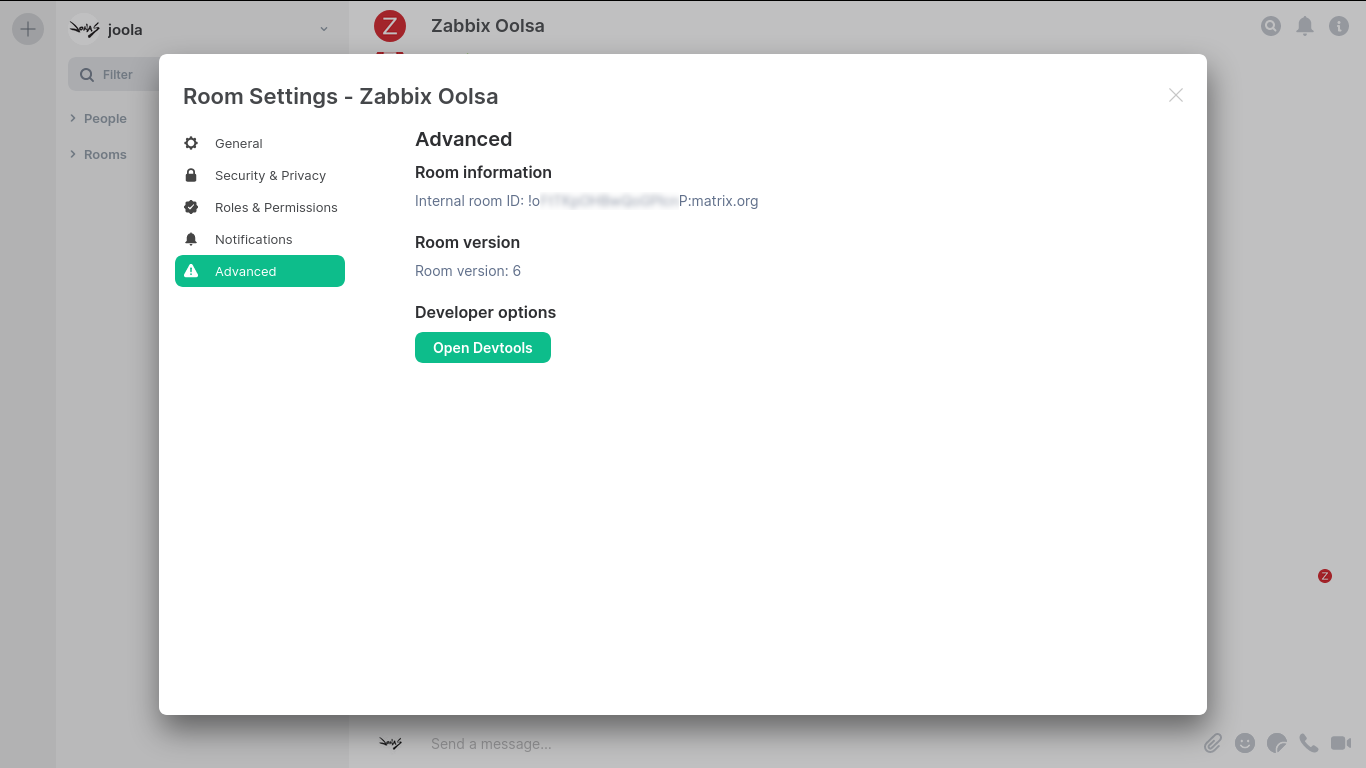 joola
Zabbix Oolsa
Filter
People
Rooms
Room Settings - Zabbix Oolsa
General
Security & Privacy
Roles & Permissions
Notifications
Advanced
Advanced
Room information
Internal room ID: !o P:matrix.org
Room version
Room version: 6
Developer options
Open Devtools
Z
Z
Send a message...